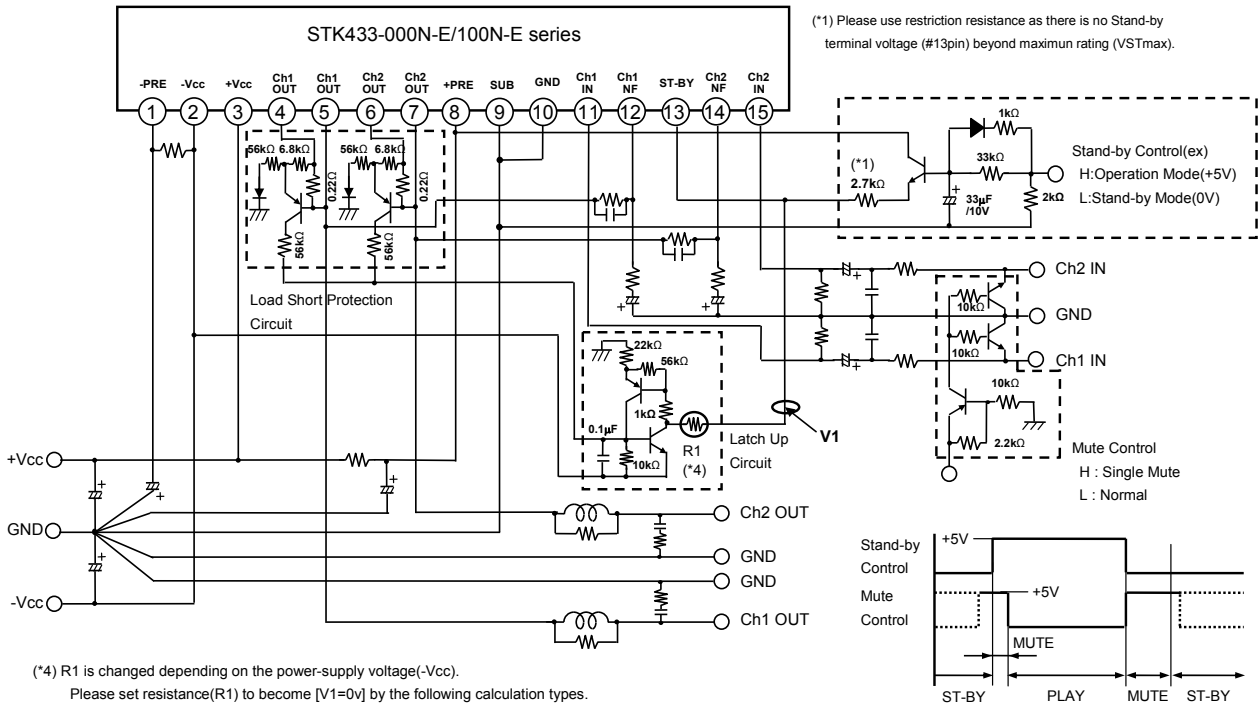 STK433-000N-E/100N-E series
(*1) Please use restriction resistance as there is no Stand-by
terminal voltage (#13pin) beyond maximun rating (VSTmax).
-PRE -Vcc +Vcc Ch1 OUT Ch1 OUT Ch2 OUT Ch2 OUT +PRE SUB GND Ch1 IN Ch1 NF ST-BY Ch2 NF Ch2 IN
1 2 3 4 5 6 7 8 9 10 11 12 13 14 15
56kΩ 6.8kΩ 0.22Ω 56kΩ
56kΩ 6.8kΩ 0.22Ω 56kΩ
Load Short Protection
Circuit
(*1)
2.7kΩ
1kΩ
33kΩ
33μF
/10V
2kΩ
Stand-by Control(ex)
H:Operation Mode(+5V)
L:Stand-by Mode(0V)
+
+
+
+
Ch2 IN
GND
Ch1 IN
10kΩ
10kΩ
10kΩ
2.2kΩ
Mute Control
H : Single Mute
L : Normal
22kΩ
56kΩ
1kΩ
0.1μF
10kΩ
R1
(*4)
Latch Up
Circuit
V1
+Vcc
GND
-Vcc
+
+
+
+
Ch2 OUT
GND
GND
Ch1 OUT
Stand-by
Control
+5V
Mute
Control
+5V
MUTE
ST-BY PLAY MUTE ST-BY
(*4) R1 is changed depending on the power-supply voltage(-Vcc).
Please set resistance(R1) to become [V1=0v] by the following calculation types.